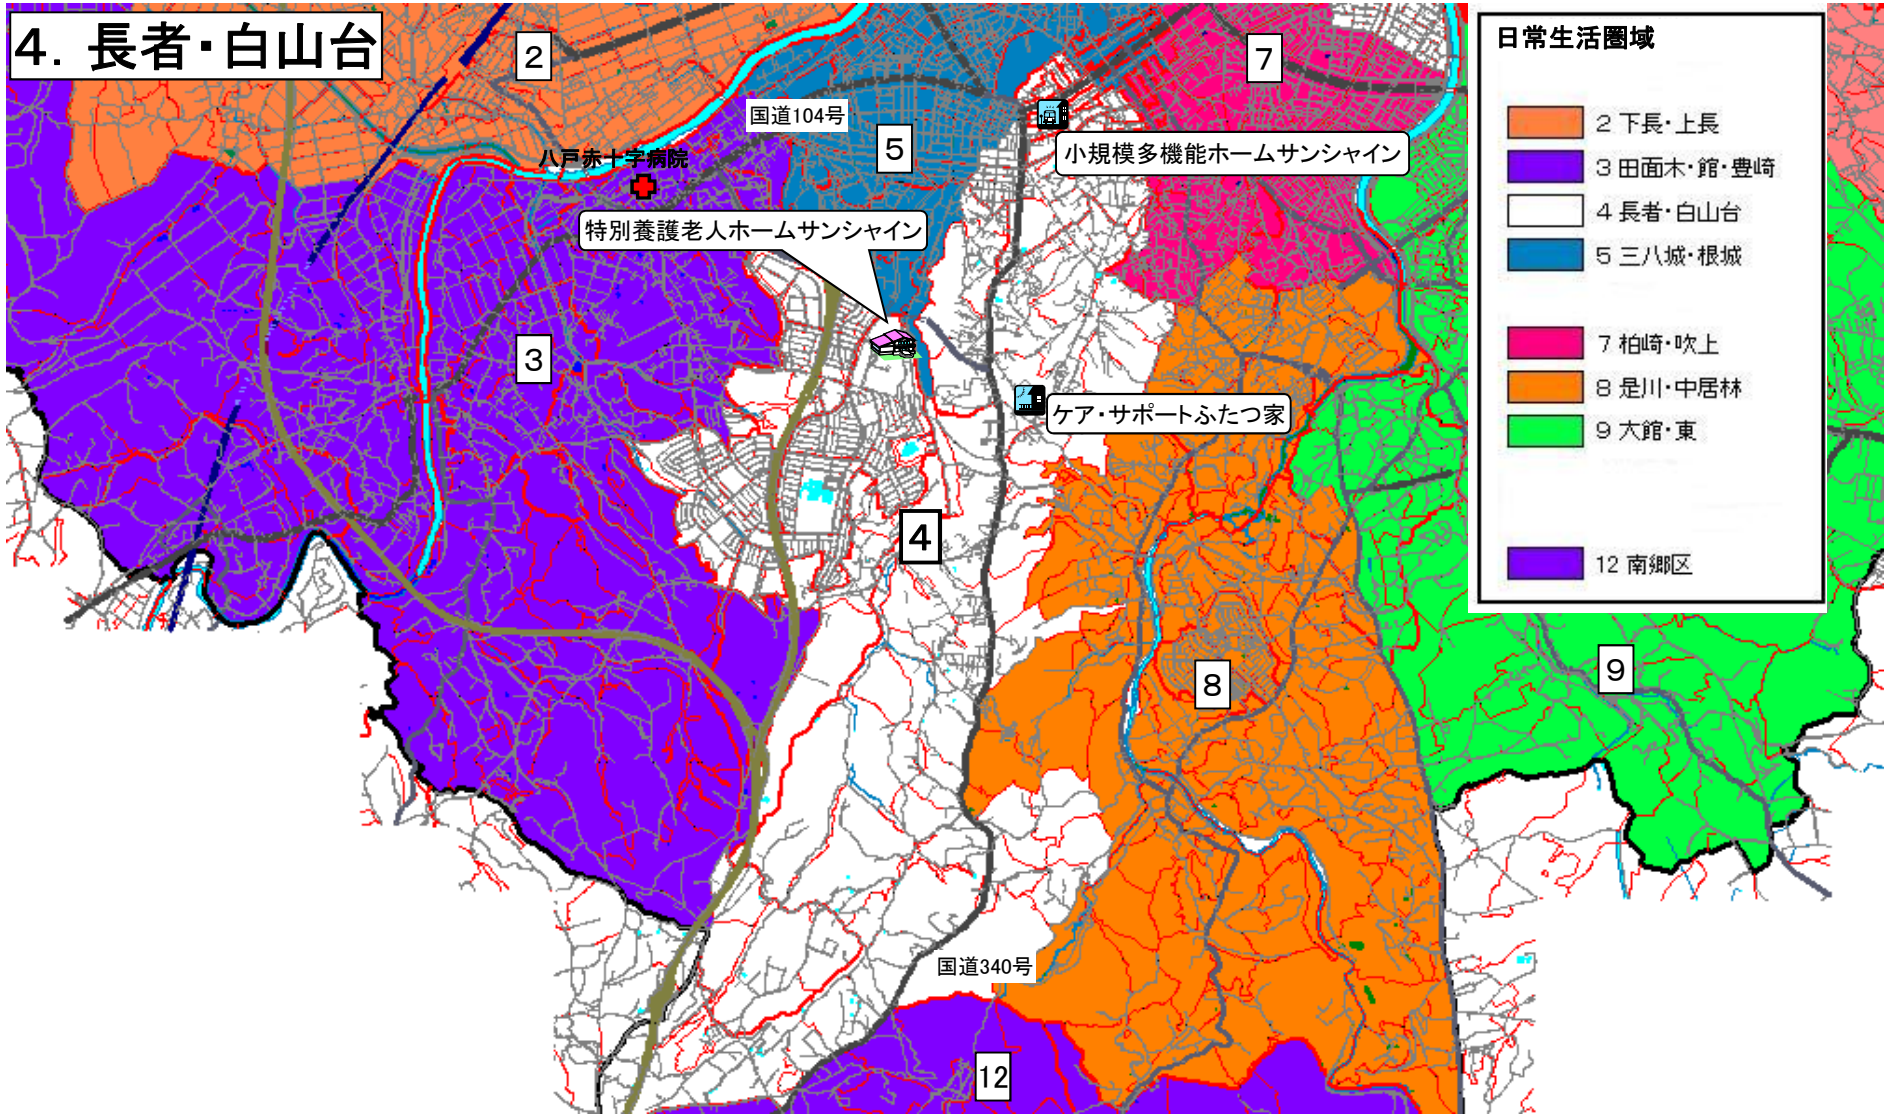 4．長者・白山台
2
7
国道104号
5
八戸赤十字病院
小規模多機能ホームサンシャイン
特別養護老人ホームサンシャイン
3
ケア・サポートふたつ家
4
8
9
国道340号
12
日常生活圏域
2 下長・上長
3 田面木・館・豊崎
4 長者・白山台
5 三八城・根城
7 柏崎・吹上
8 是川・中居林
9 大館・東
12 南郷区